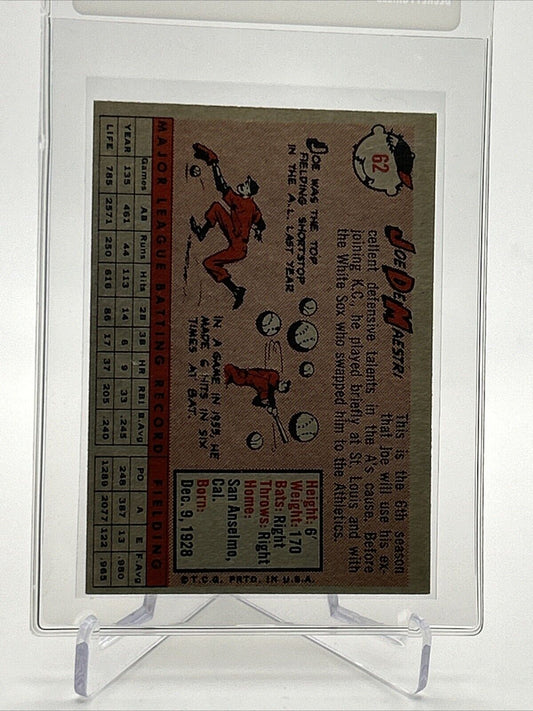 62
JOE DE MAESTRI
This is the 6th season
that Joe will use his ex-
cellent defensive talents in the A's cause. Before
joining K.C., he played briefly at St. Louis and with
the White Sox who swapped him to the Athletics.
JOE WAS THE TOP
FIELDING SHORTSTOP
IN THE A.L. LAST YEAR
IN A GAME IN 1955, HE
MADE 6 HITS IN SIX
TIMES AT BAT.
Height: 6'
Weight: 170
Bats: Right
Throws: Right
Home:
San Anselmo,
Cal.
Born:
Dec. 9, 1928
©T.C.G. PRTD. IN U.S.A.
MAJOR LEAGUE BATTING RECORD FIELDING
Games AB Runs Hits 2B 3B HR RBI B.Avg PO A E F.Avg
YEAR 135 461 44 113 14 6 9 33 .245 248 387 13 .980
LIFE 785 2571 250 618 86 17 37 205 .240 1289 2077 122 .965